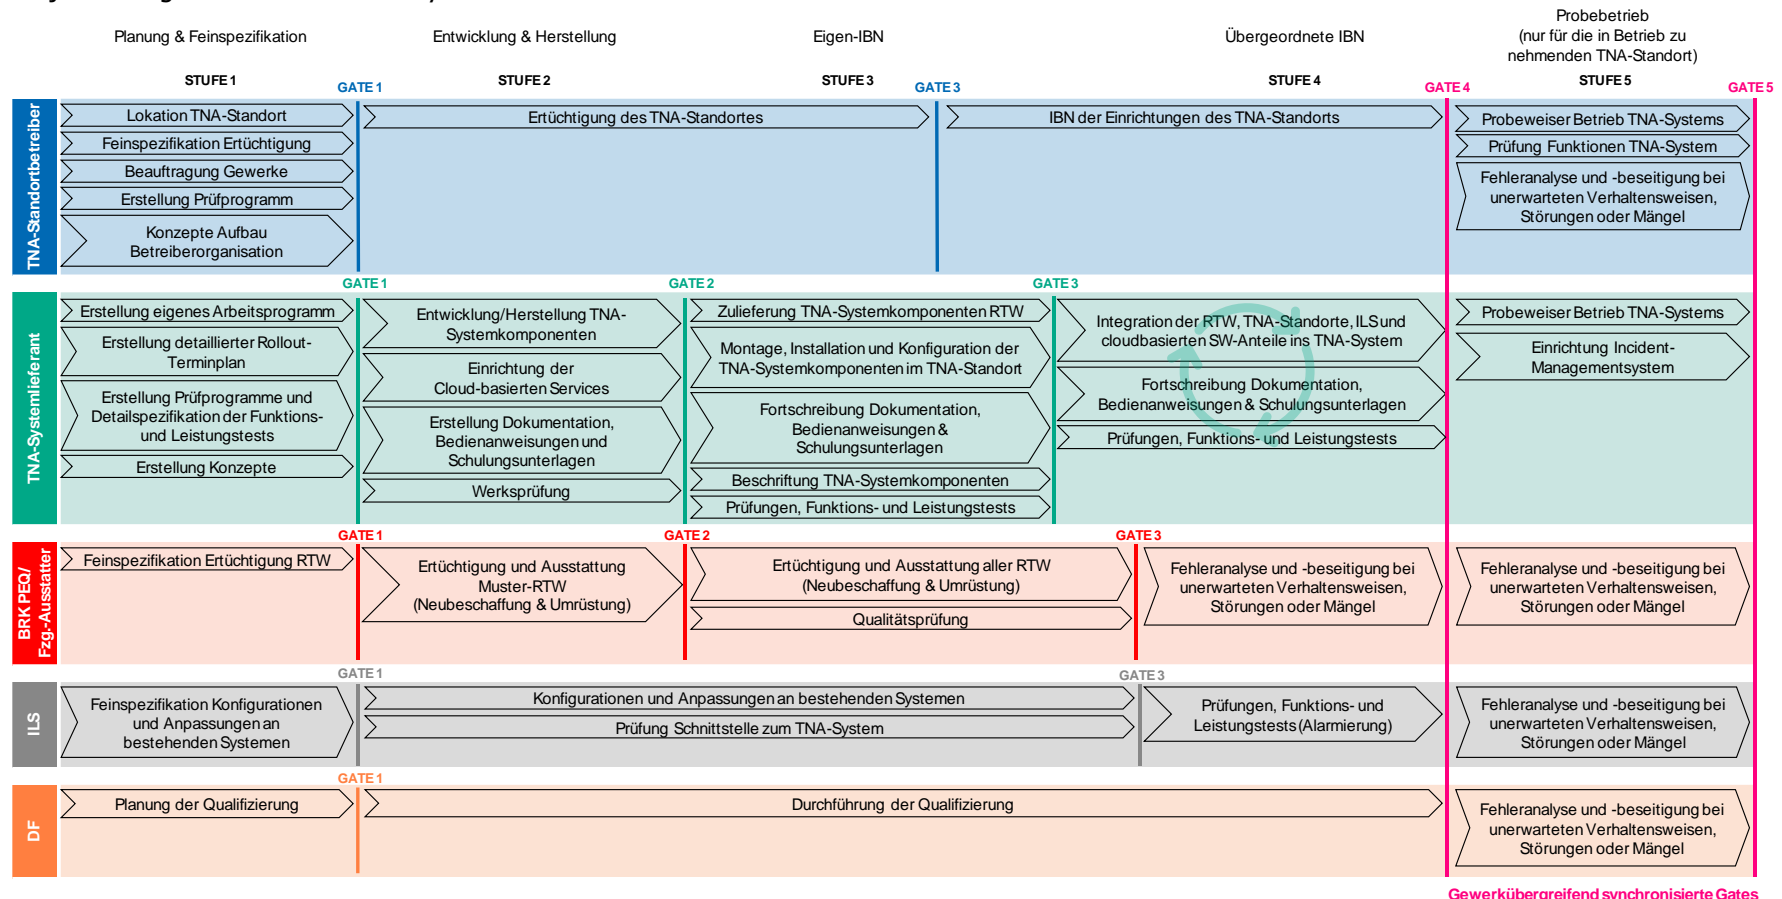 Planung & Feinspezifikation
Entwicklung & Herstellung
Eigen-IBN
Übergeordnete IBN
Probebetrieb
(nur für die in Betrieb zu
nehmenden TNA-Standort)
STUFE 1
STUFE 2
STUFE 3
STUFE 4
STUFE 5
GATE 1
GATE 3
GATE 4
GATE 5
TNA-Standortbetreiber
Lokation TNA-Standort
Feinspezifikation Ertüchtigung
Beauftragung Gewerke
Erstellung Prüfprogramm
Konzepte Aufbau
Betreiberorganisation
Ertüchtigung des TNA-Standortes
IBN der Einrichtungen des TNA-Standorts
Probeweiser Betrieb TNA-Systems
Prüfung Funktionen TNA-System
Fehleranalyse und -beseitigung bei
unerwarteten Verhaltensweisen,
Störungen oder Mängel
GATE 1
GATE 2
GATE 3
TNA-Systemlieferant
Erstellung eigenes Arbeitsprogramm
Erstellung detaillierter Rollout-
Terminplan
Erstellung Prüfprogramme und
Detailspezifikation der Funktions-
und Leistungstests
Erstellung Konzepte
Entwicklung/Herstellung TNA-
Systemkomponenten
Einrichtung der
Cloud-basierten Services
Erstellung Dokumentation,
Bedienanweisungen und
Schulungsunterlagen
Werksprüfung
Zulieferung TNA-Systemkomponenten RTW
Montage, Installation und Konfiguration der
TNA-Systemkomponenten im TNA-Standort
Fortschreibung Dokumentation,
Bedienanweisungen &
Schulungsunterlagen
Beschriftung TNA-Systemkomponenten
Prüfungen, Funktions- und Leistungstests
Integration der RTW, TNA-Standorte, ILS und
cloudbasierten SW-Anteile ins TNA-System
Fortschreibung Dokumentation,
Bedienanweisungen & Schulungsunterlagen
Prüfungen, Funktions- und Leistungstests
Probeweiser Betrieb TNA-Systems
Einrichtung Incident-
Managementsystem
GATE 1
GATE 2
GATE 3
BRK PEQ/
Fzg.-Ausstatter
Feinspezifikation Ertüchtigung RTW
Ertüchtigung und Ausstattung
Muster-RTW
(Neubeschaffung & Umrüstung)
Ertüchtigung und Ausstattung aller RTW
(Neubeschaffung & Umrüstung)
Qualitätsprüfung
Fehleranalyse und -beseitigung bei
unerwarteten Verhaltensweisen,
Störungen oder Mängel
Fehleranalyse und -beseitigung bei
unerwarteten Verhaltensweisen,
Störungen oder Mängel
GATE 1
GATE 3
ILS
Feinspezifikation Konfigurationen
und Anpassungen an
bestehenden Systemen
Konfigurationen und Anpassungen an bestehenden Systemen
Prüfung Schnittstelle zum TNA-System
Prüfungen, Funktions- und
Leistungstests (Alarmierung)
Fehleranalyse und -beseitigung bei
unerwarteten Verhaltensweisen,
Störungen oder Mängel
GATE 1
DF
Planung der Qualifizierung
Durchführung der Qualifizierung
Fehleranalyse und -beseitigung bei
unerwarteten Verhaltensweisen,
Störungen oder Mängel
Gewerkübergreifend synchronisierte Gates